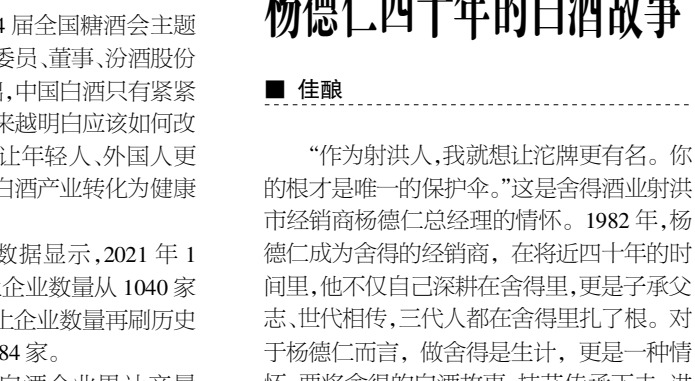 4 届全国糖酒会主题
委员、董事、汾酒股份
,中国白酒只有紧紧
来越明白应该如何改
让年轻人、外国人更
白酒产业转化为健康
数据显示,2021 年 1
企业数量从 1040 家
上企业数量再刷历史
84 家。
白酒企业累计产量
杨德仁四十年的白酒故事
■ 佳酿
“作为射洪人,我就想让沱牌更有名。你
的根才是唯一的保护伞。”这是舍得酒业射洪
市经销商杨德仁总经理的情怀。1982 年,杨
德仁成为舍得的经销商，在将近四十年的时
间里,他不仅自己深耕在舍得里,更是子承父
志、世代相传,三代人都在舍得里扎了根。对
于杨德仁而言，做舍得是生计，更是一种情